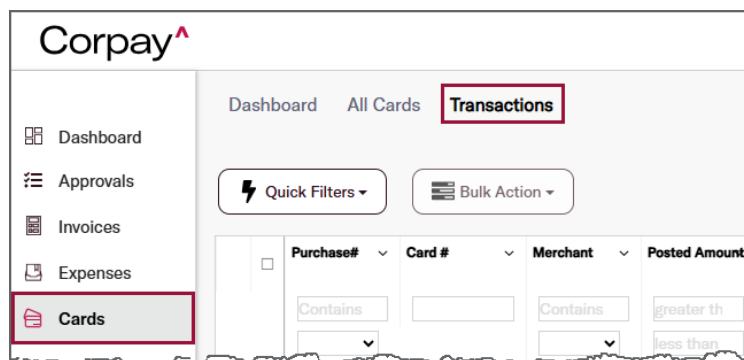 Corpay^
Dashboard All Cards Transactions
Dashboard
Approvals
Quick Filters Bulk Action
Invoices
Purchase# Card # Merchant Posted Amount
Expenses
Contains Contains greater th
Cards
less than